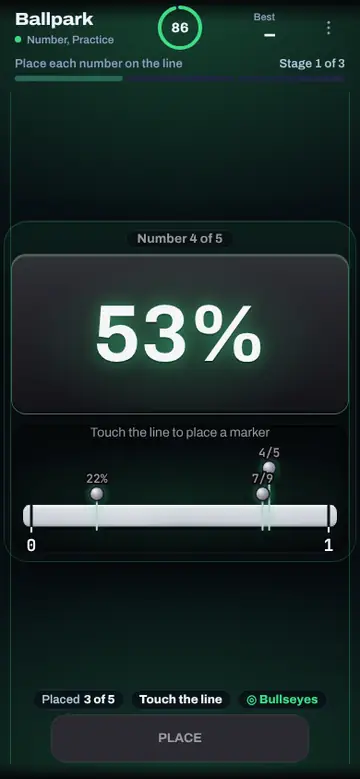 Ballpark
Number, Practice
86
Best
–
Place each number on the line
Stage 1 of 3
Number 4 of 5
53%
Touch the line to place a marker
4/5
22%
7/9
0
1
Placed 3 of 5
Touch the line
◎ Bullseyes
PLACE